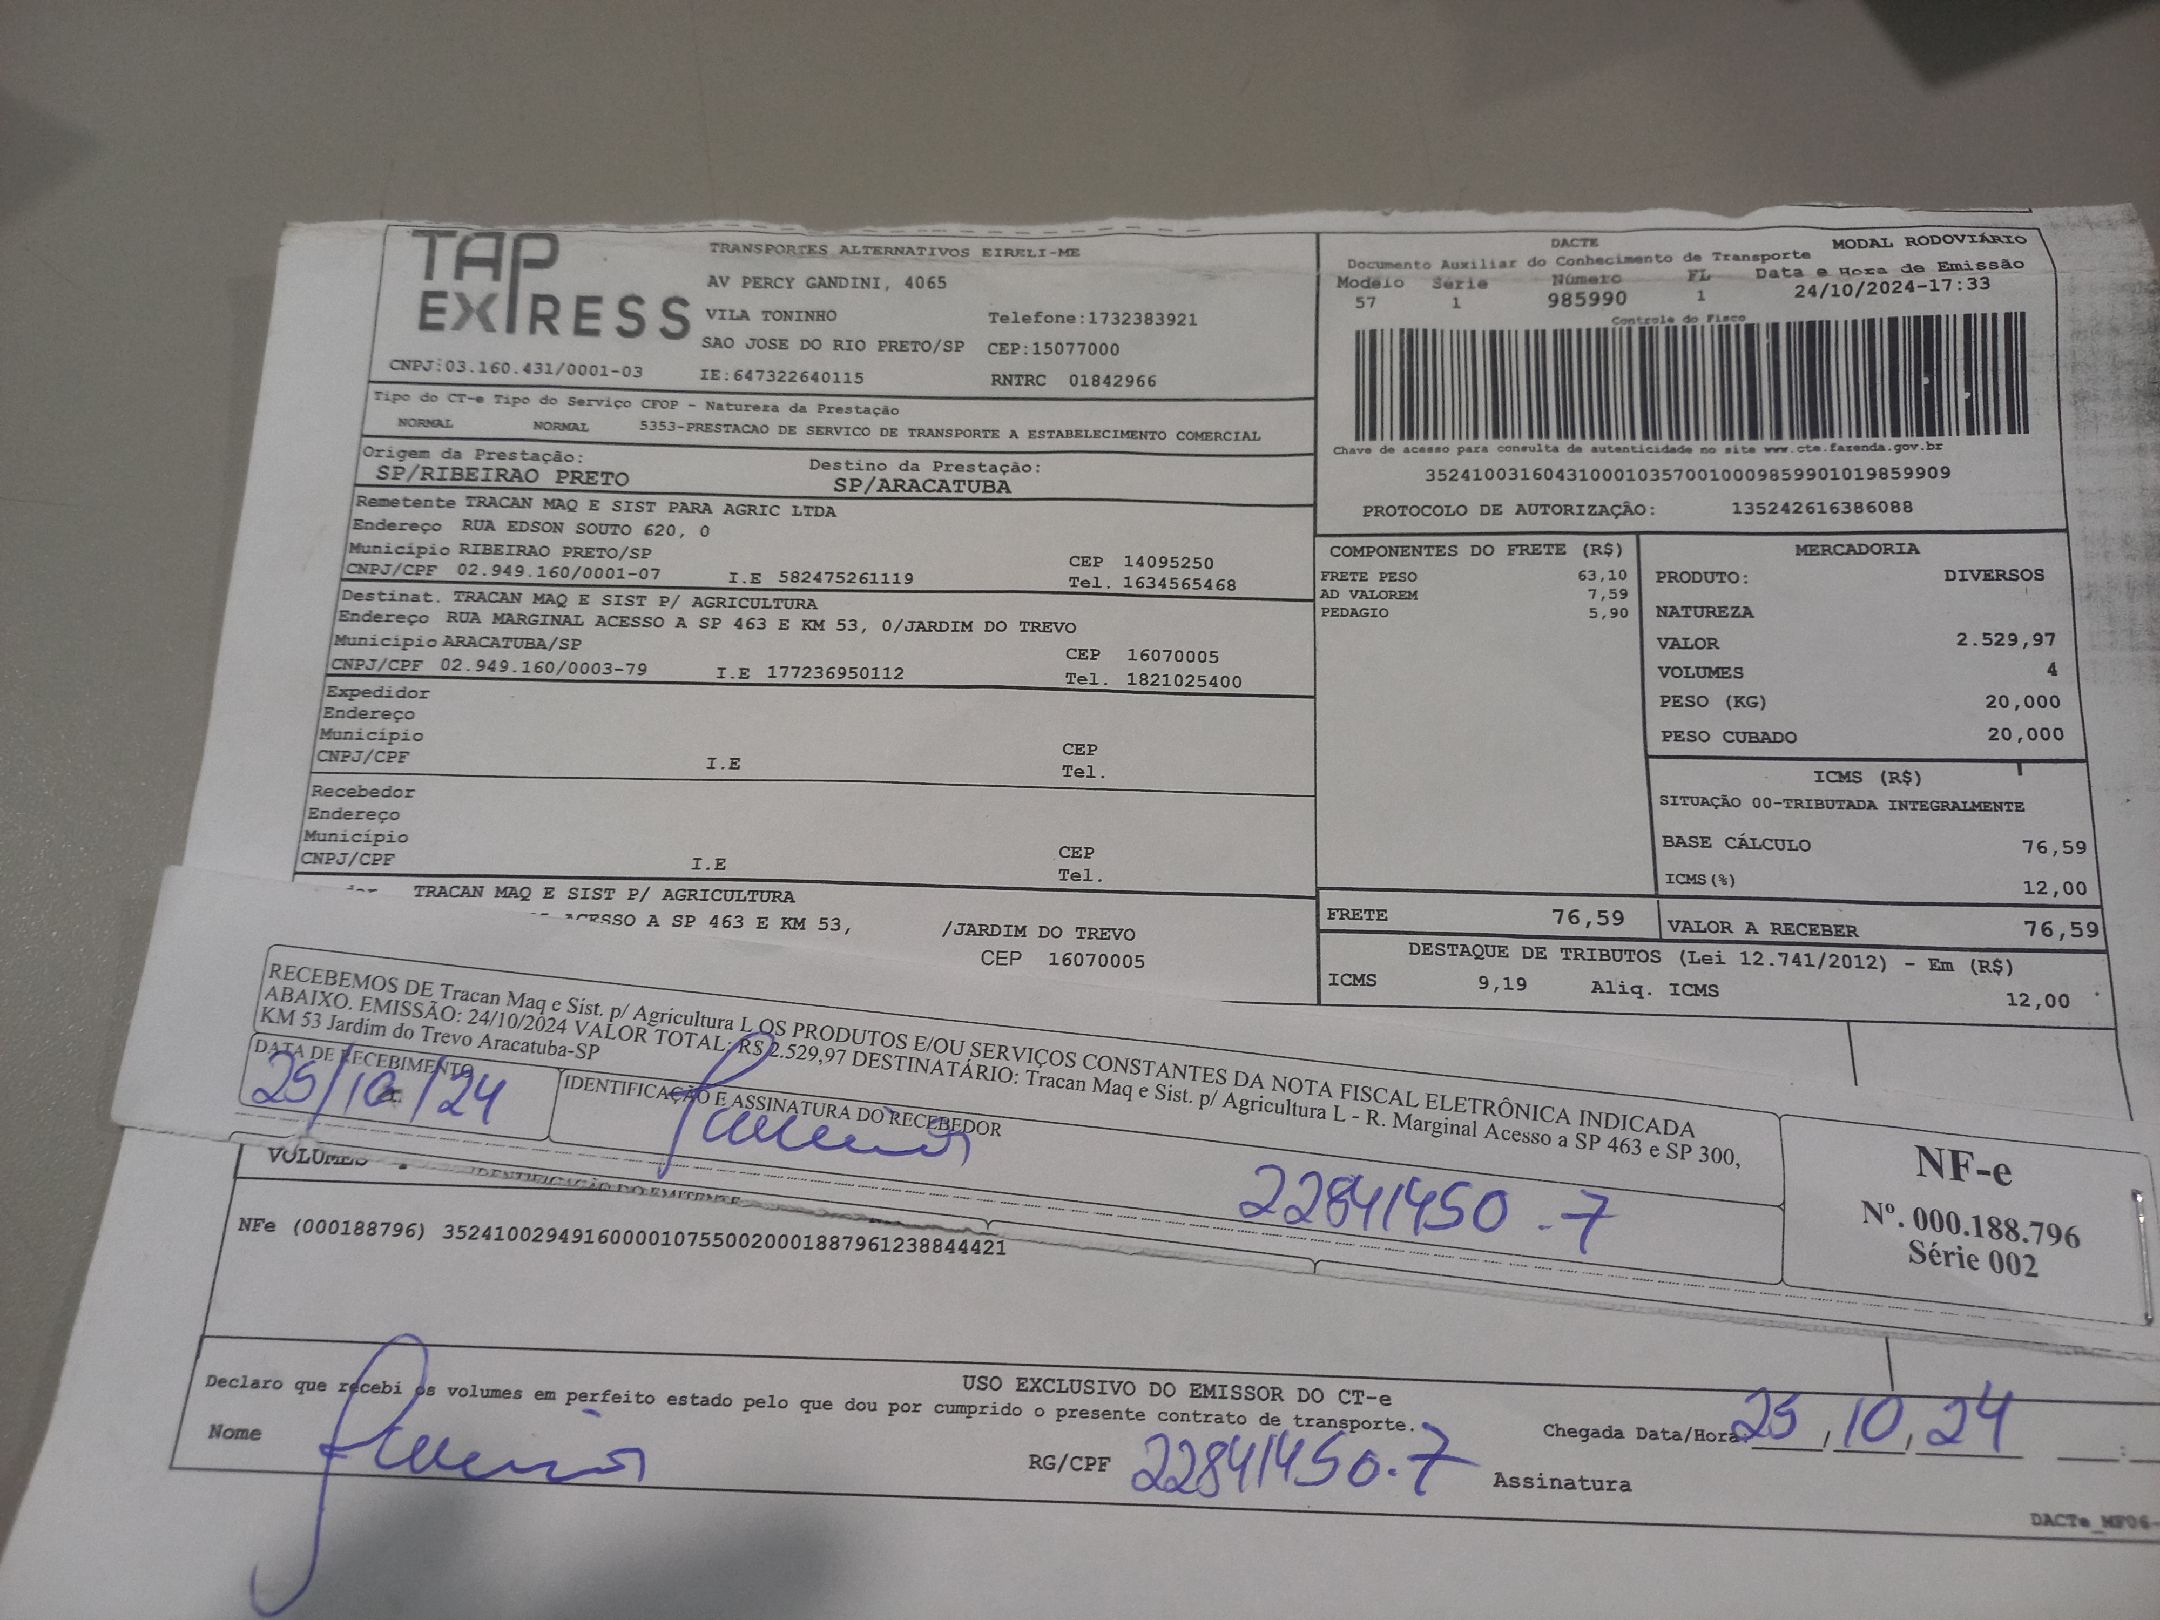 TAP
EXPRESS
TRANSPORTES ALTERNATIVOS EIRELI-ME
AV PERCY GANDINI, 4065
VILA TONINHO Telefone:1732383921
SAO JOSE DO RIO PRETO/SP CEP:15077000
CNPJ:03.160.431/0001-03 IE:647322640115 RNTRC 01842966
Tipo do CT-e Tipo do Serviço CFOP - Natureza da Prestação
NORMAL NORMAL 5353-PRESTACAO DE SERVICO DE TRANSPORTE A ESTABELECIMENTO COMERCIAL
Origem da Prestação: Destino da Prestação:
SP/RIBEIRAO PRETO SP/ARACATUBA
Remetente TRACAN MAQ E SIST PARA AGRIC LTDA
Endereço RUA EDSON SOUTO 620, 0
Município RIBEIRAO PRETO/SP CEP 14095250
CNPJ/CPF 02.949.160/0001-07 I.E 582475261119 Tel. 1634565468
Destinat. TRACAN MAQ E SIST P/ AGRICULTURA
Endereço RUA MARGINAL ACESSO A SP 463 E KM 53, 0/JARDIM DO TREVO
Município ARACATUBA/SP CEP 16070005
CNPJ/CPF 02.949.160/0003-79 I.E 177236950112 Tel. 1821025400
Expedidor
Endereço
Município CEP
CNPJ/CPF I.E Tel.
Recebedor
Endereço
Município CEP
CNPJ/CPF I.E Tel.
TRACAN MAQ E SIST P/ AGRICULTURA
ACESSO A SP 463 E KM 53, /JARDIM DO TREVO
CEP 16070005
DACTE MODAL RODOVIÁRIO
Documento Auxiliar do Conhecimento de Transporte
Modelo Série Número FL Data e Hora de Emissão
57 1 985990 1 24/10/2024-17:33
Controle do Fisco
Chave de acesso para consulta de autenticidade no site www.cte.fazenda.gov.br
35241003160431000103570010009859901019859909
PROTOCOLO DE AUTORIZAÇÃO: 135242616386088
COMPONENTES DO FRETE (R$)
FRETE PESO 63,10
AD VALOREM 7,59
PEDAGIO 5,90
MERCADORIA
PRODUTO: DIVERSOS
NATUREZA
VALOR 2.529,97
VOLUMES 4
PESO (KG) 20,000
PESO CUBADO 20,000
ICMS (R$)
SITUAÇÃO 00-TRIBUTADA INTEGRALMENTE
BASE CÁLCULO 76,59
ICMS(%) 12,00
FRETE 76,59 VALOR A RECEBER 76,59
DESTAQUE DE TRIBUTOS (Lei 12.741/2012) - Em (R$)
ICMS 9,19 Aliq. ICMS 12,00
RECEBEMOS DE Tracan Maq e Sist. p/ Agricultura L OS PRODUTOS E/OU SERVIÇOS CONSTANTES DA NOTA FISCAL ELETRÔNICA INDICADA
ABAIXO. EMISSÃO: 24/10/2024 VALOR TOTAL: R$ 2.529,97 DESTINATÁRIO: Tracan Maq e Sist. p/ Agricultura L - R. Marginal Acesso a SP 463 e SP 300,
KM 53 Jardim do Trevo Aracatuba-SP
DATA DE RECEBIMENTO IDENTIFICAÇÃO E ASSINATURA DO RECEBEDOR
25/10/24
22841450.7
NF-e
Nº. 000.188.796
Série 002
VOLUMES IDENTIFICAÇÃO DO EMITENTE
NFe (000188796) 35241002949160000107550020001887961238844421
USO EXCLUSIVO DO EMISSOR DO CT-e
Declaro que recebi os volumes em perfeito estado pelo que dou por cumprido o presente contrato de transporte.
Chegada Data/Hora: 25,10,24 :
Nome RG/CPF 22841450.7 Assinatura